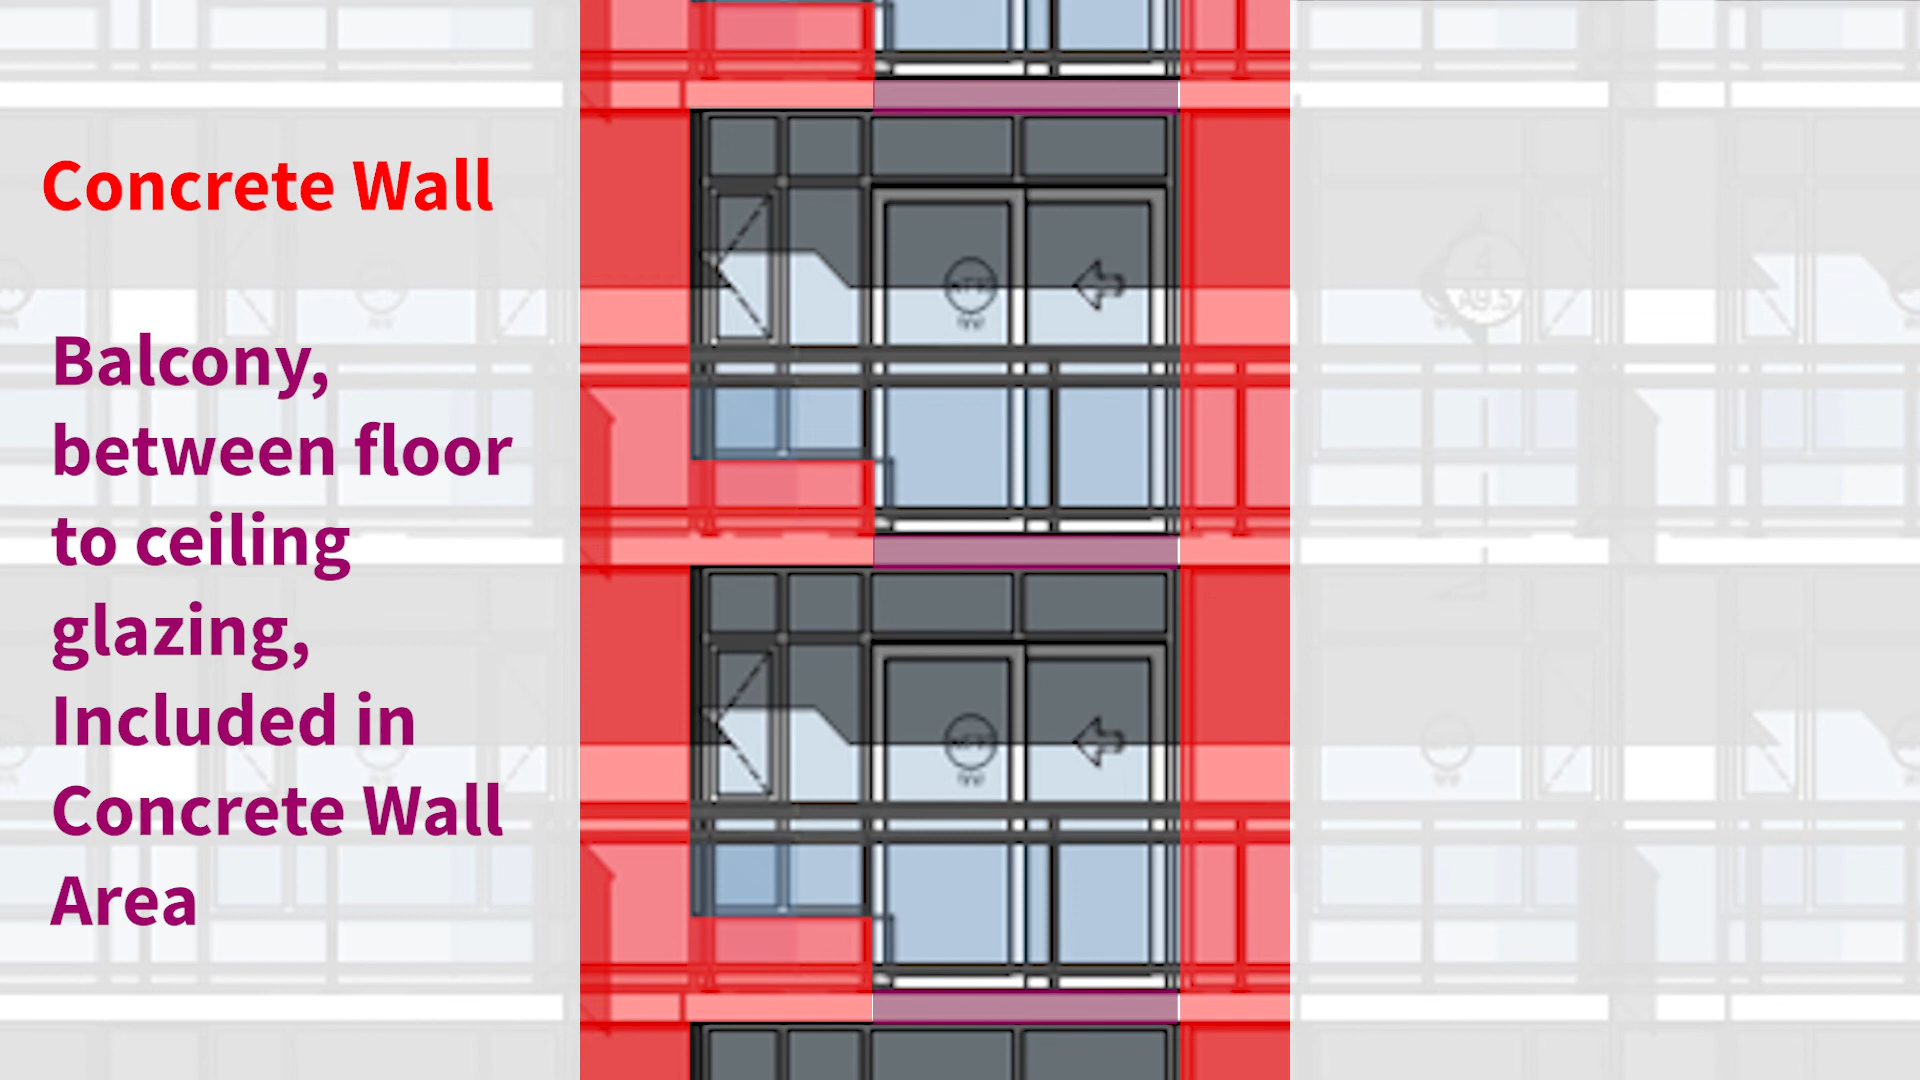 Concrete Wall
Balcony,
between floor
to ceiling
glazing,
Included in
Concrete Wall
Area